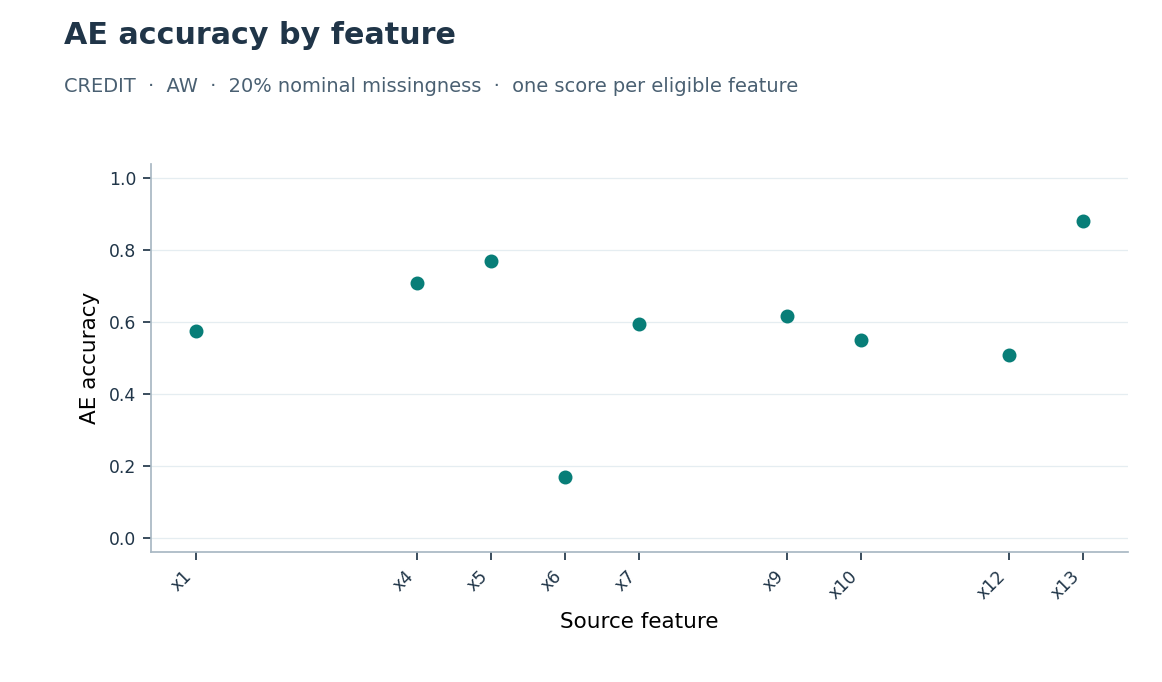 AE accuracy by feature
CREDIT · AW · 20% nominal missingness · one score per eligible feature
1.0
0.8
0.6
0.4
0.2
0.0
AE accuracy
x1 x4 x5 x6 x7 x9 x10 x12 x13
Source feature